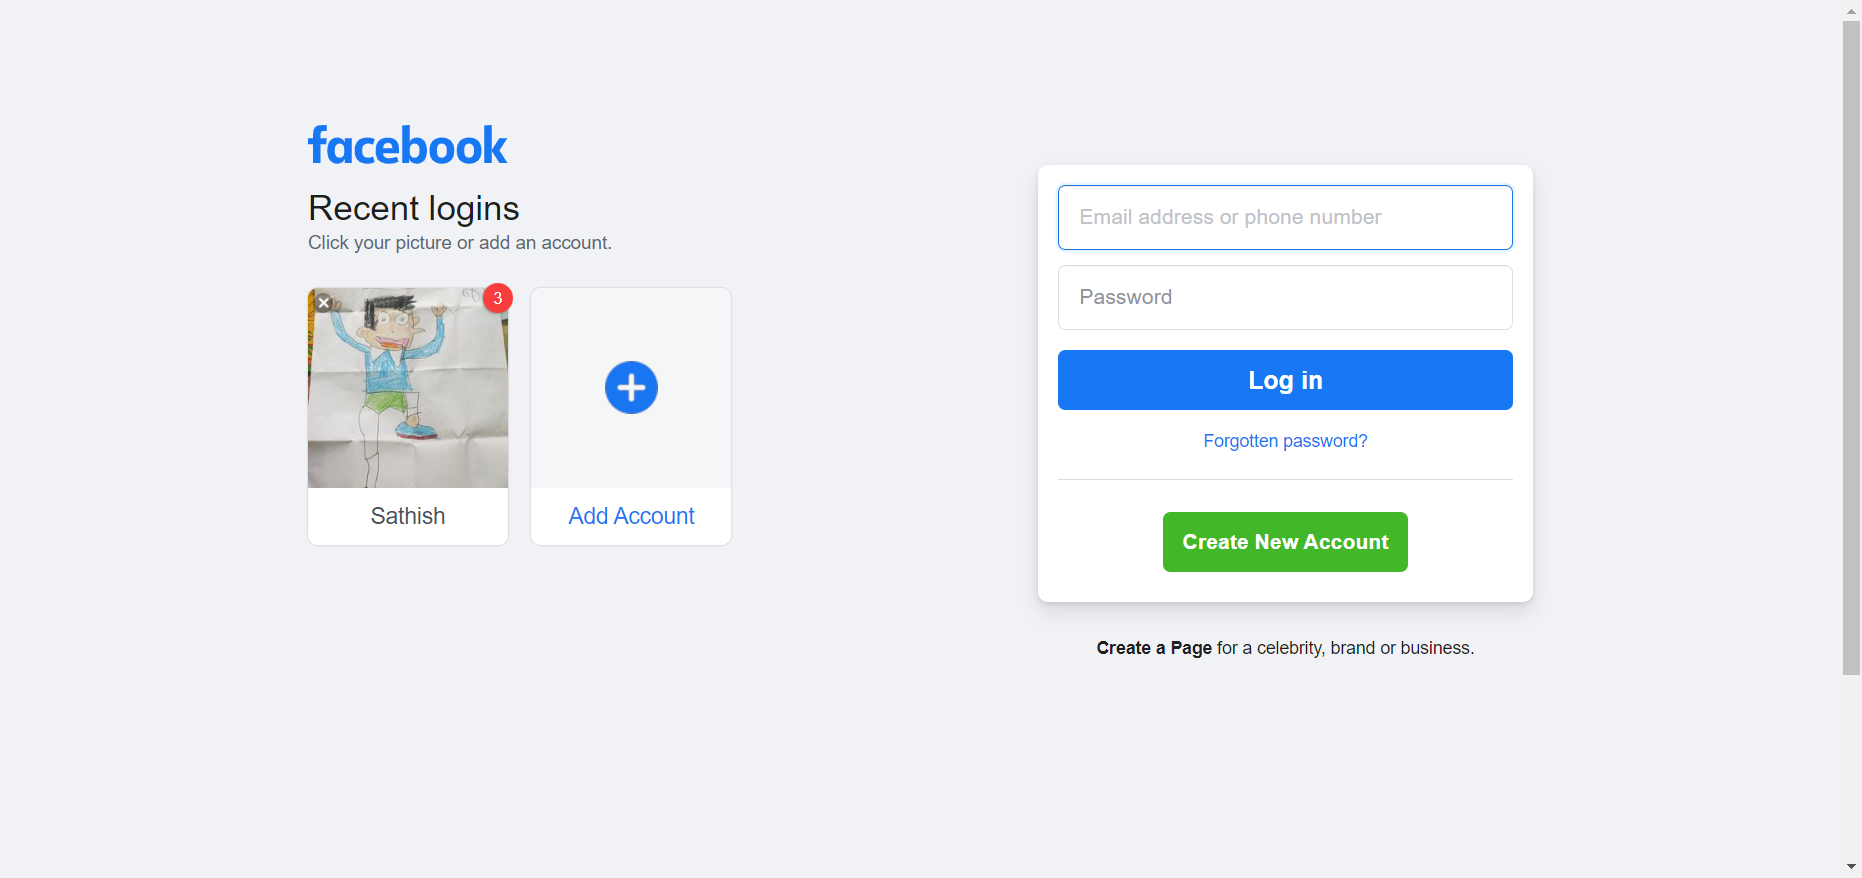 facebook
Recent logins
Click your picture or add an account.
3
Sathish
Add Account
Email address or phone number
Password
Log in
Forgotten password?
Create New Account
Create a Page for a celebrity, brand or business.